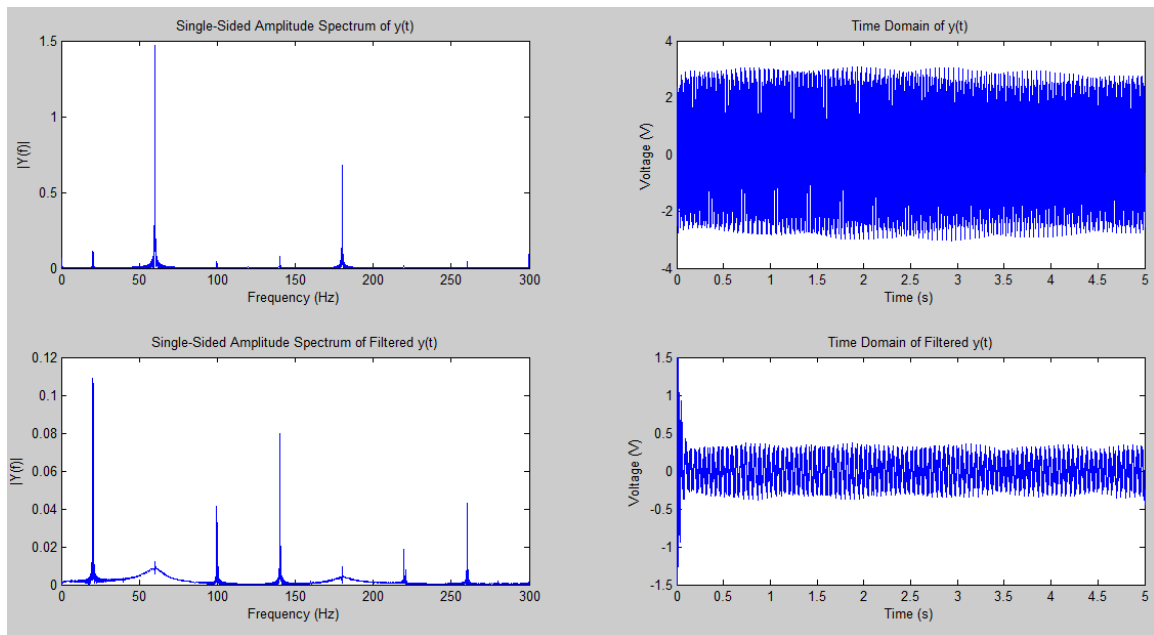 Single-Sided Amplitude Spectrum of y(t)
1.5
1
0.5
0
|Y(f)|
0 50 100 150 200 250 300
Frequency (Hz)
Time Domain of y(t)
4
2
0
-2
-4
Voltage (V)
0 0.5 1 1.5 2 2.5 3 3.5 4 4.5 5
Time (s)
Single-Sided Amplitude Spectrum of Filtered y(t)
0.12
0.1
0.08
0.06
0.04
0.02
0
|Y(f)|
0 50 100 150 200 250 300
Frequency (Hz)
Time Domain of Filtered y(t)
1.5
1
0.5
0
-0.5
-1
-1.5
Voltage (V)
0 0.5 1 1.5 2 2.5 3 3.5 4 4.5 5
Time (s)